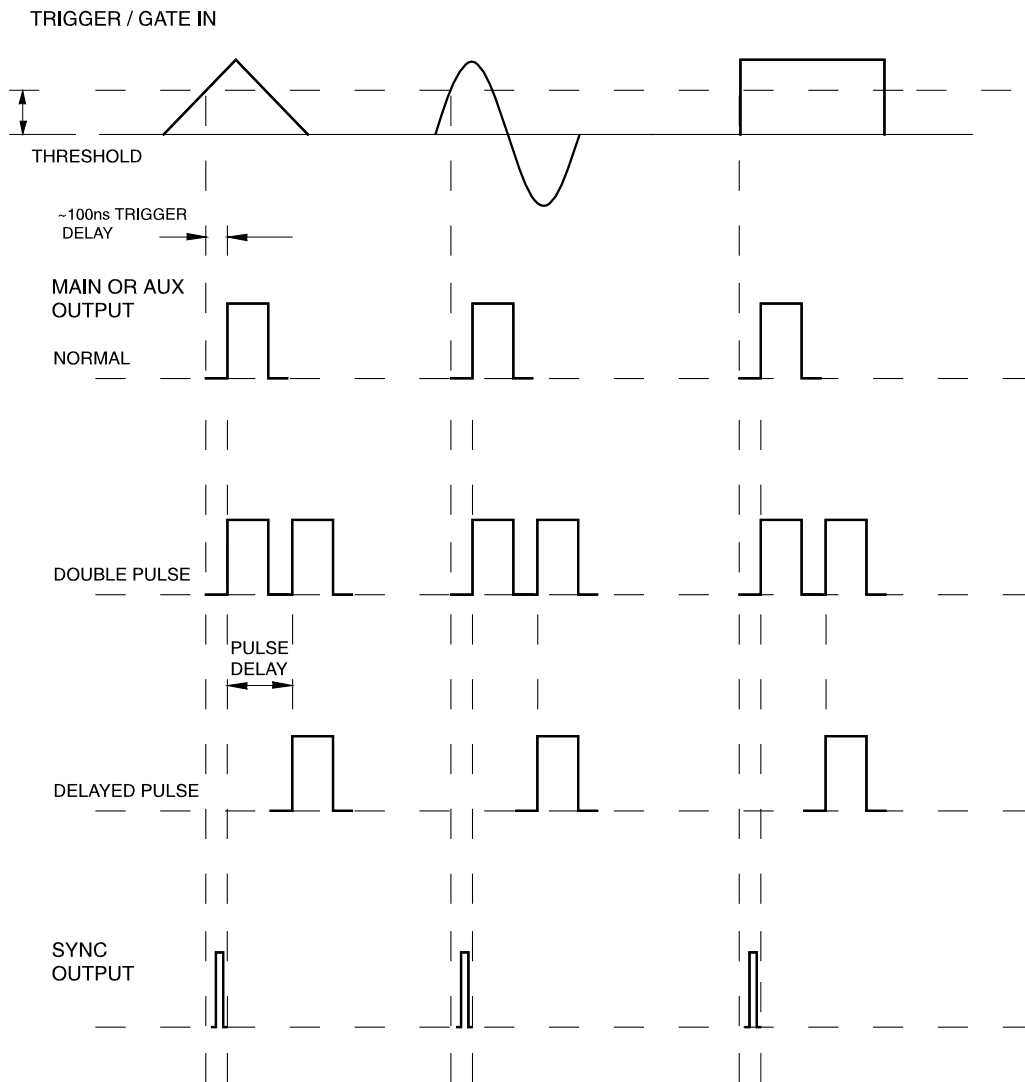 TRIGGER / GATE IN
THRESHOLD
~100ns TRIGGER
DELAY
MAIN OR AUX
OUTPUT
NORMAL
DOUBLE PULSE
PULSE
DELAY
DELAYED PULSE
SYNC
OUTPUT